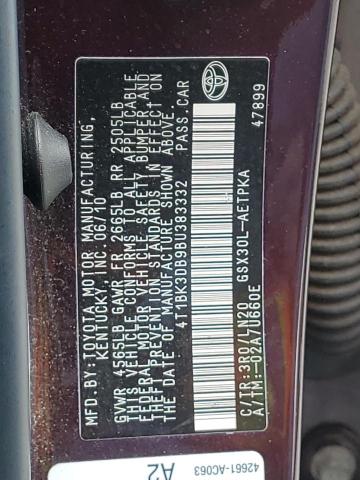 MFD. BY: TOYOTA MOTOR MANUFACTURING,
KENTUCKY, INC. 06/10
GVWR 4565LB GAWR FR 2665LB RR 2505LB
THIS VEHICLE CONFORMS TO ALL APPLICABLE
FEDERAL MOTOR VEHICLE SAFETY, BUMPER, AND
THEFT PREVENTION STANDARDS IN EFFECT ON
THE DATE OF MANUFACTURE SHOWN ABOVE.
4T1BK3DB9BU383332 PASS.CAR
C/TR:3R0/LN20 GSX30L-AETPKA
A/TM:-02A/U660E 47899
42661-AC063
A2